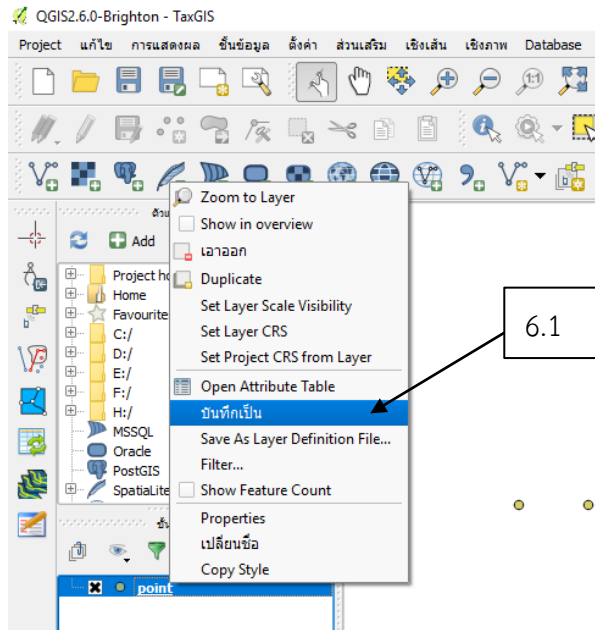 QGIS2.6.0-Brighton - TaxGIS
Project แก้ไข การแสดงผล ชั้นข้อมูล ตั้งค่า ส่วนเสริม เชิงเส้น เชิงภาพ Database
1:1
Add
Project
Home
Favourite
C:/
D:/
E:/
F:/
H:/
MSSQL
Oracle
PostGIS
SpatiaLite
Zoom to Layer
Show in overview
เอาออก
Duplicate
Set Layer Scale Visibility
Set Layer CRS
Set Project CRS from Layer
Open Attribute Table
บันทึกเป็น
Save As Layer Definition File...
Filter...
Show Feature Count
Properties
เปลี่ยนชื่อ
Copy Style
6.1
point